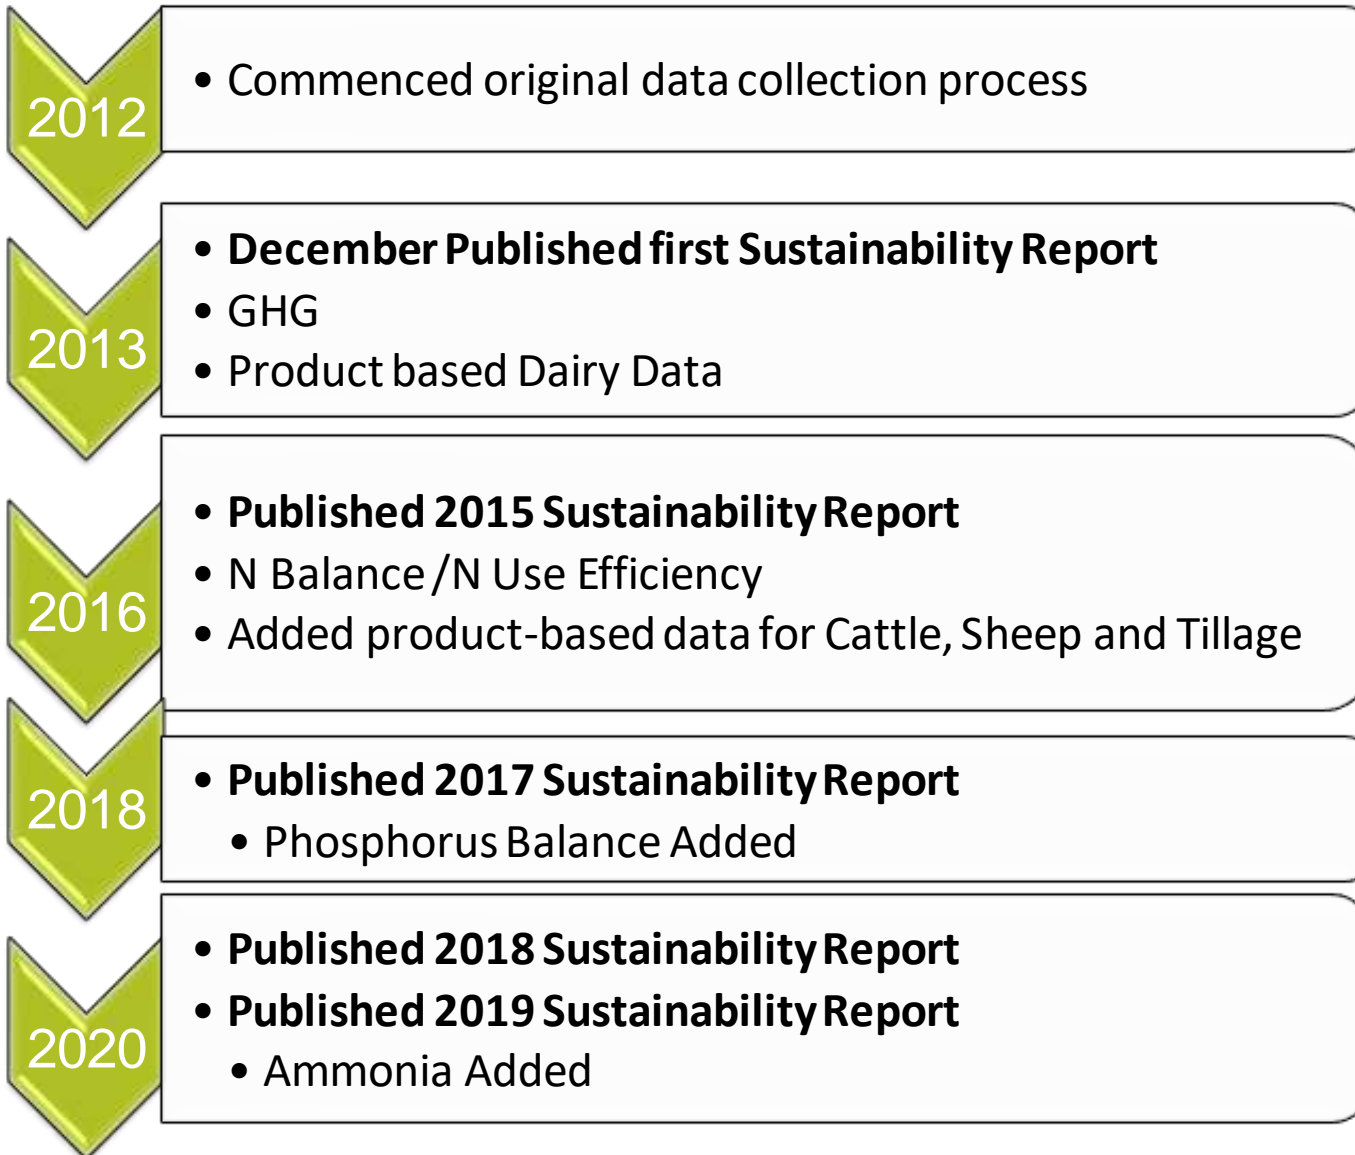 2012
• Commenced original data collection process
2013
• December Published first Sustainability Report
• GHG
• Product based Dairy Data
2016
• Published 2015 Sustainability Report
• N Balance /N Use Efficiency
• Added product-based data for Cattle, Sheep and Tillage
2018
• Published 2017 Sustainability Report
• Phosphorus Balance Added
2020
• Published 2018 Sustainability Report
• Published 2019 Sustainability Report
• Ammonia Added